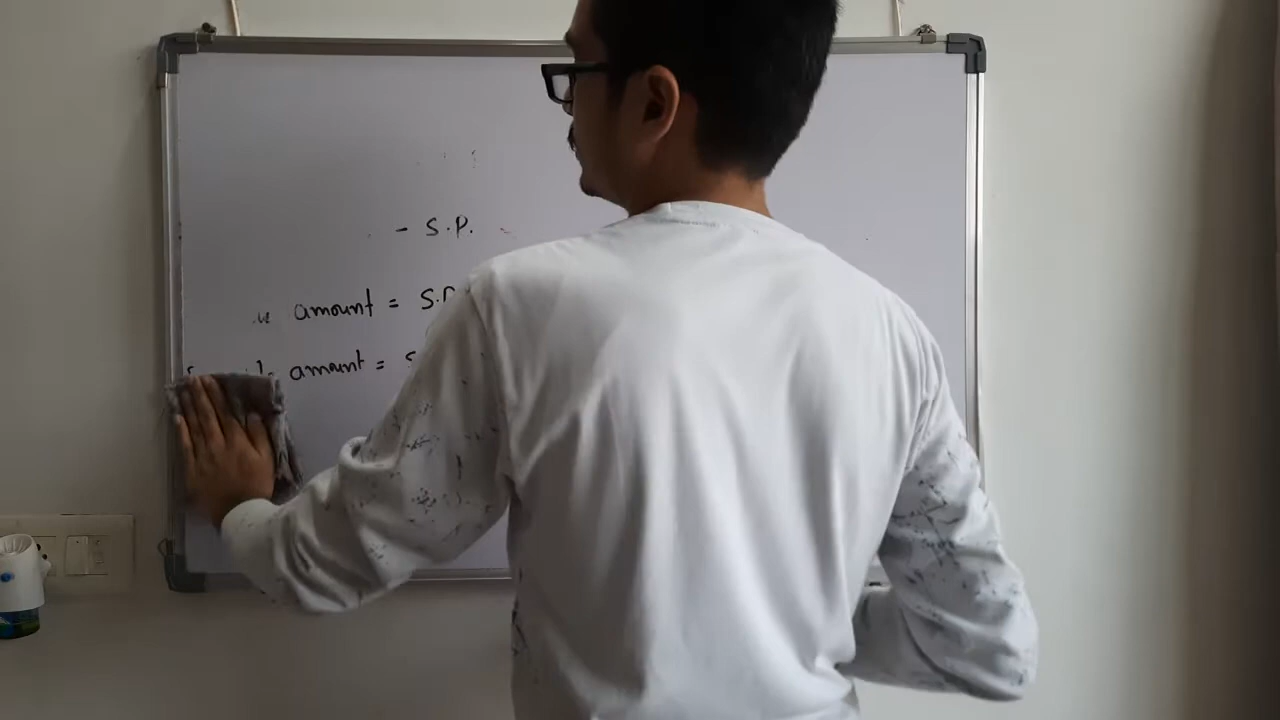 - S.P.
amount = S.P
amount = S